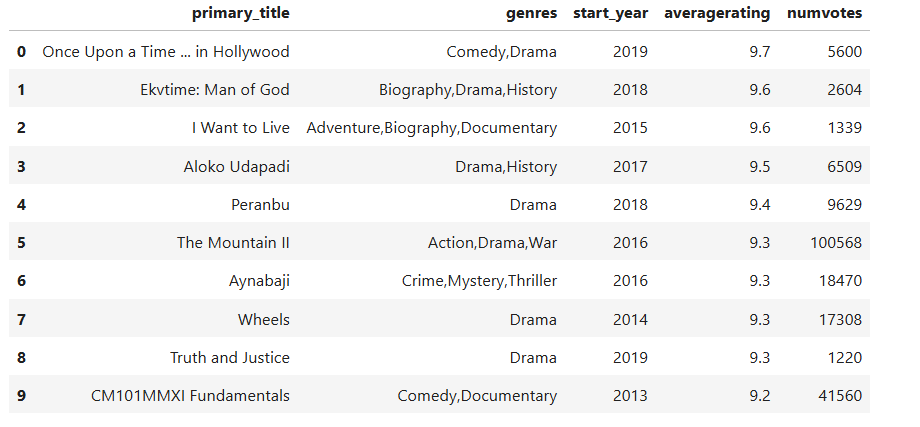 primary_title genres start_year averagerating numvotes
0 Once Upon a Time ... in Hollywood Comedy,Drama 2019 9.7 5600
1 Ekvtime: Man of God Biography,Drama,History 2018 9.6 2604
2 I Want to Live Adventure,Biography,Documentary 2015 9.6 1339
3 Aloko Udapadi Drama,History 2017 9.5 6509
4 Peranbu Drama 2018 9.4 9629
5 The Mountain II Action,Drama,War 2016 9.3 100568
6 Aynabaji Crime,Mystery,Thriller 2016 9.3 18470
7 Wheels Drama 2014 9.3 17308
8 Truth and Justice Drama 2019 9.3 1220
9 CM101MMXI Fundamentals Comedy,Documentary 2013 9.2 41560